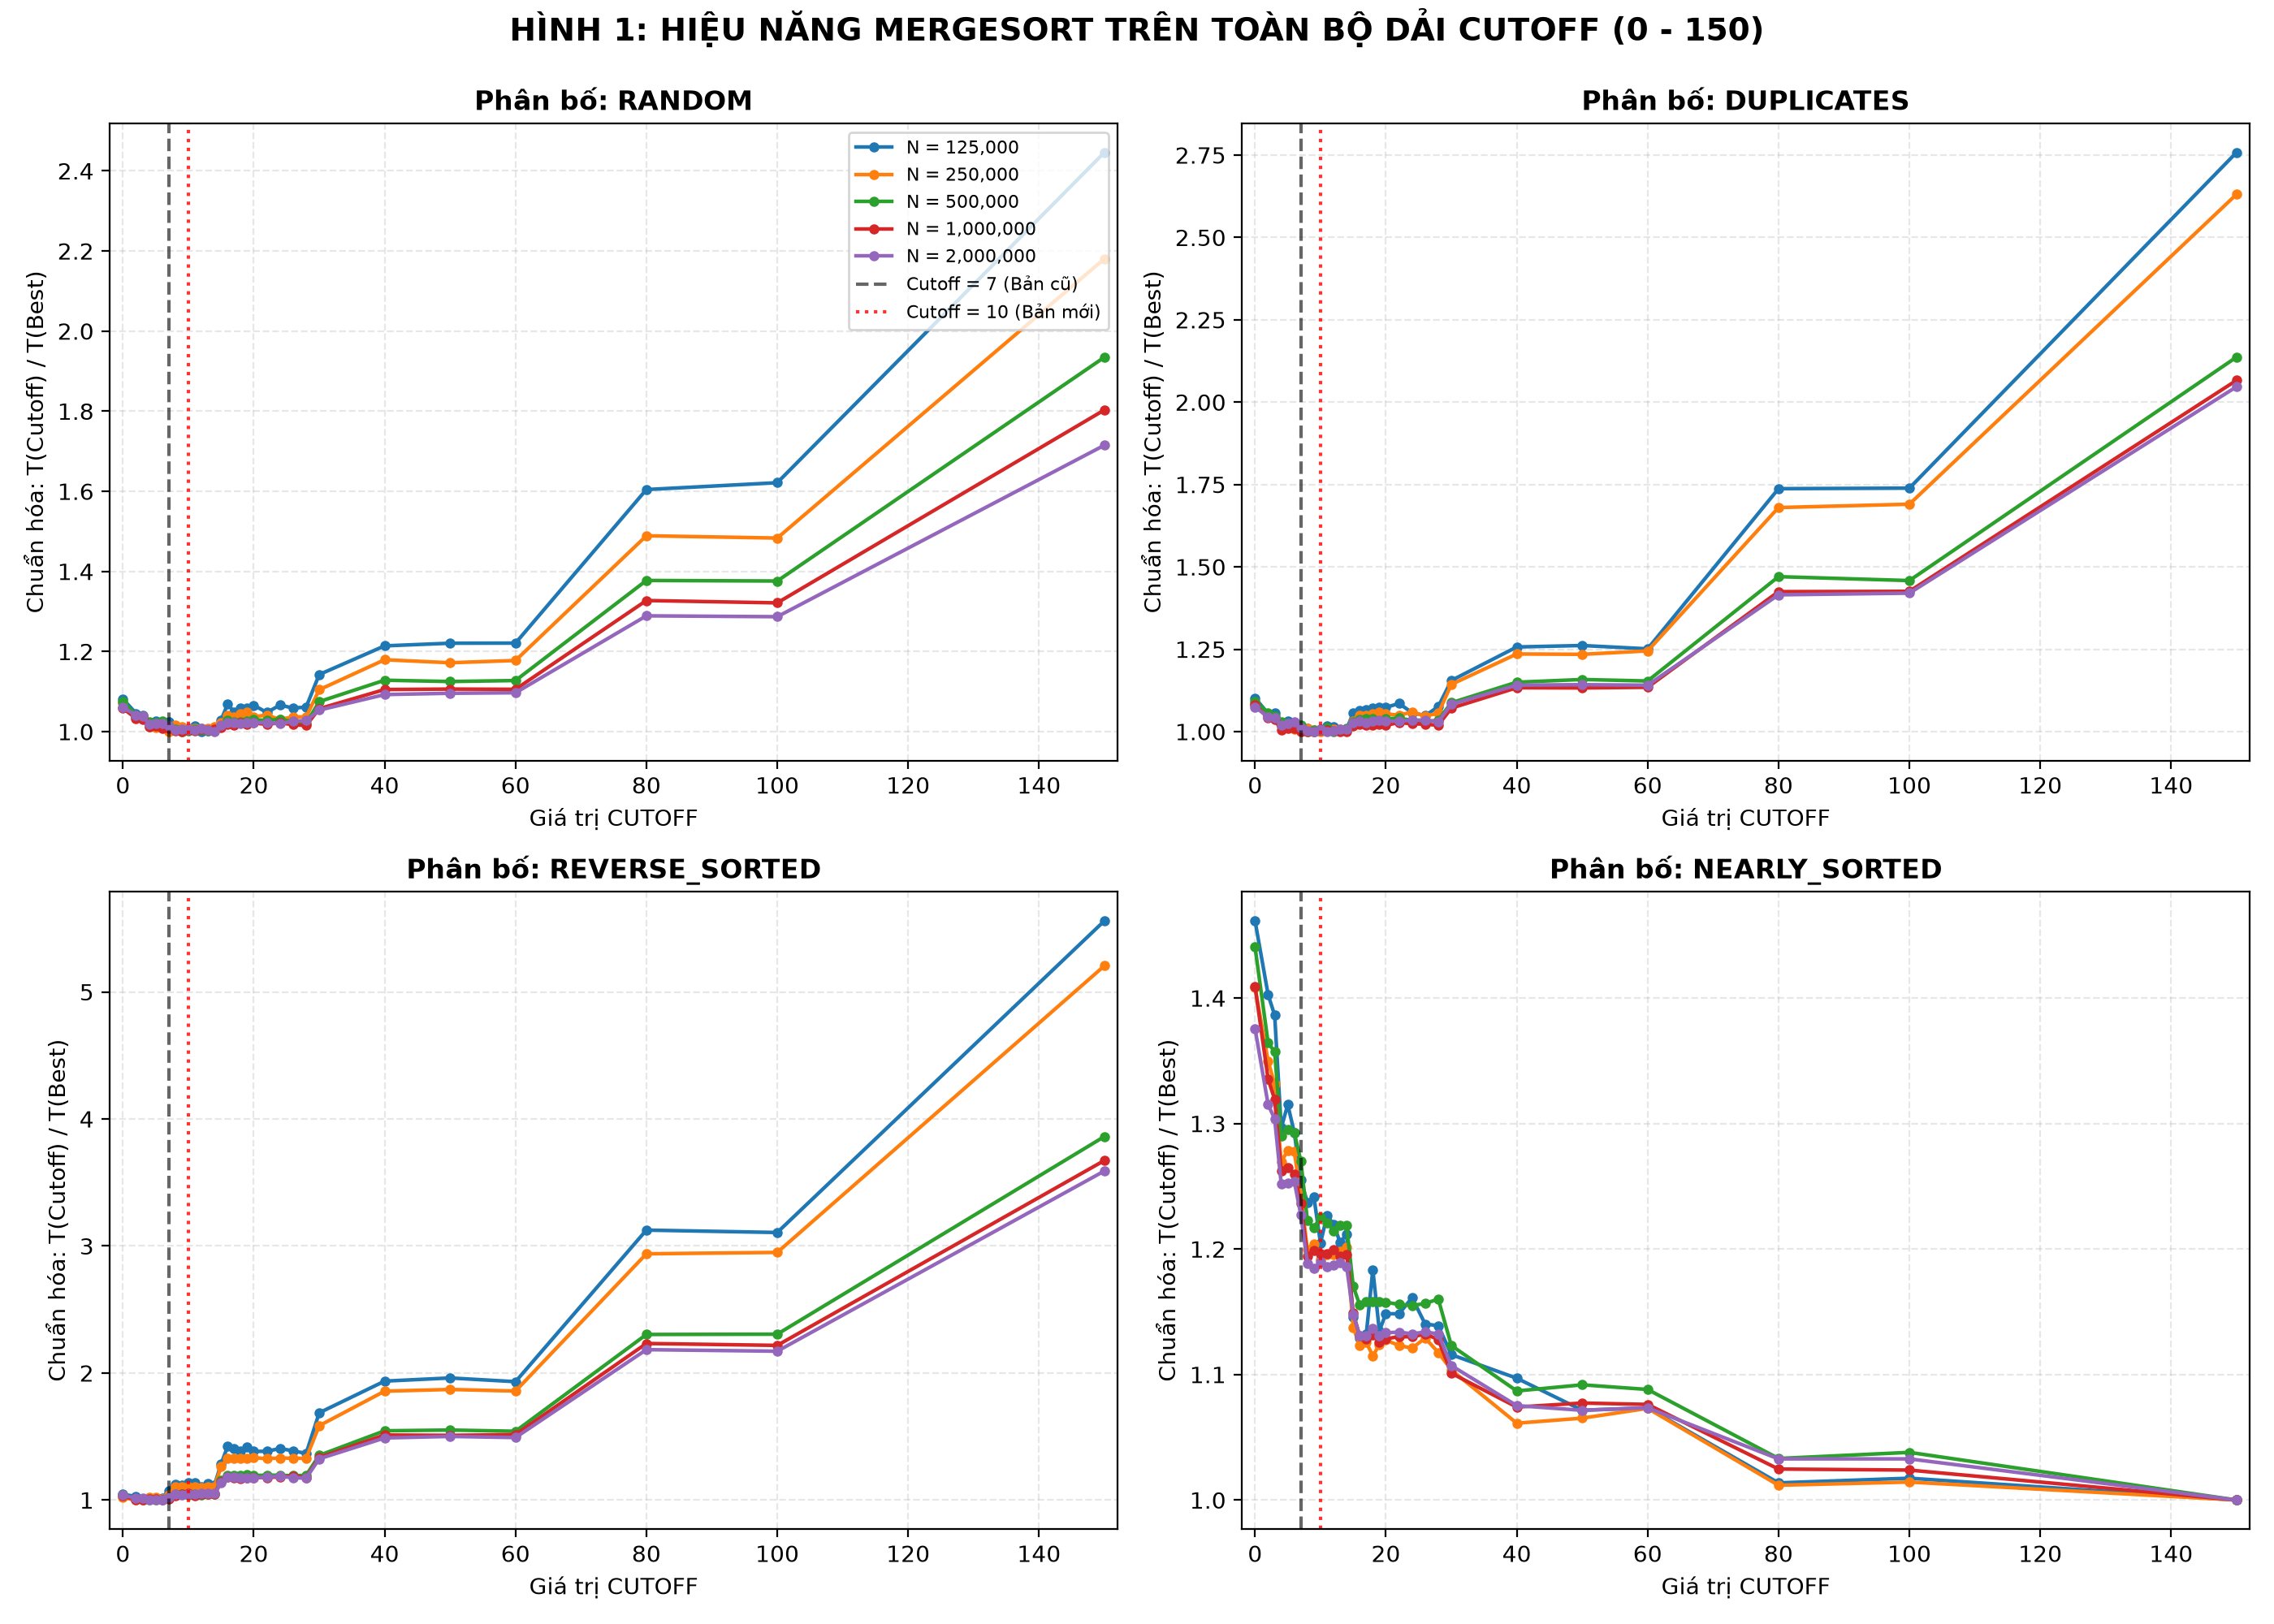 HÌNH 1: HIỆU NĂNG MERGESORT TRÊN TOÀN BỘ DẢI CUTOFF (0 - 150)
Phân bố: RANDOM
Chuẩn hóa: T(Cutoff) / T(Best)
2.4
2.2
2.0
1.8
1.6
1.4
1.2
1.0
N = 125,000
N = 250,000
N = 500,000
N = 1,000,000
N = 2,000,000
Cutoff = 7 (Bản cũ)
Cutoff = 10 (Bản mới)
0 20 40 60 80 100 120 140
Giá trị CUTOFF
Phân bố: DUPLICATES
Chuẩn hóa: T(Cutoff) / T(Best)
2.75
2.50
2.25
2.00
1.75
1.50
1.25
1.00
0 20 40 60 80 100 120 140
Giá trị CUTOFF
Phân bố: REVERSE_SORTED
Chuẩn hóa: T(Cutoff) / T(Best)
5
4
3
2
1
0 20 40 60 80 100 120 140
Giá trị CUTOFF
Phân bố: NEARLY_SORTED
Chuẩn hóa: T(Cutoff) / T(Best)
1.4
1.3
1.2
1.1
1.0
0 20 40 60 80 100 120 140
Giá trị CUTOFF